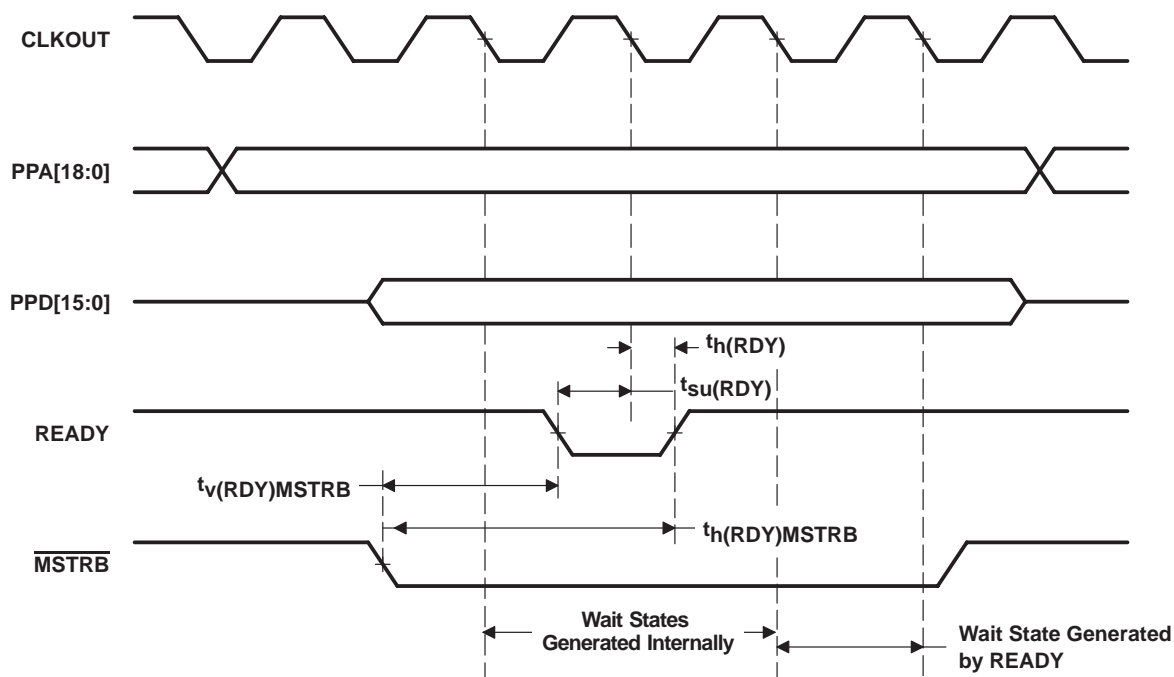 CLKOUT
PPA[18:0]
PPD[15:0]
th(RDY)
tsu(RDY)
READY
tv(RDY)MSTRB
th(RDY)MSTRB
MSTRB
Wait States
Generated Internally
Wait State Generated
by READY